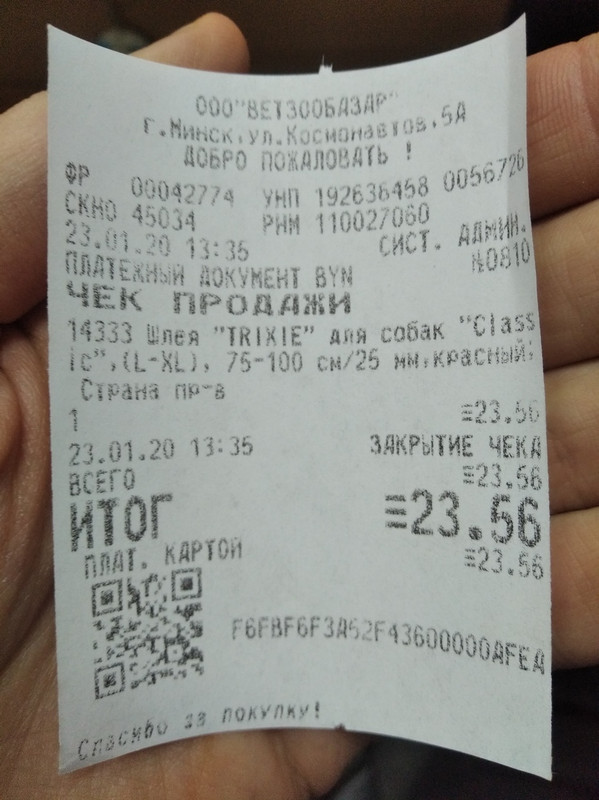 ООО"ВЕТЗООБАЗАР"
г.Минск,ул.Космонавтов,5А
ДОБРО ПОЖАЛОВАТЬ !
ФР 00042774 УНП 192636458 0056726
СКНО 45034 РНМ 110027060
23.01.20 13:35 СИСТ. АДМИН.
ПЛАТЕЖНЫЙ ДОКУМЕНТ BYN №0810
ЧЕК ПРОДАЖИ
14333 Шлея "TRIXIE" для собак "Class
ic",(L-XL), 75-100 см/25 мм,красный,
Страна пр-в
1 =23.56
23.01.20 13:35 ЗАКРЫТИЕ ЧЕКА
ВСЕГО =23.56
ИТОГ =23.56
ПЛАТ. КАРТОЙ =23.56
F6FBF6F3A62F43600000AFEA
Спасибо за покупку!